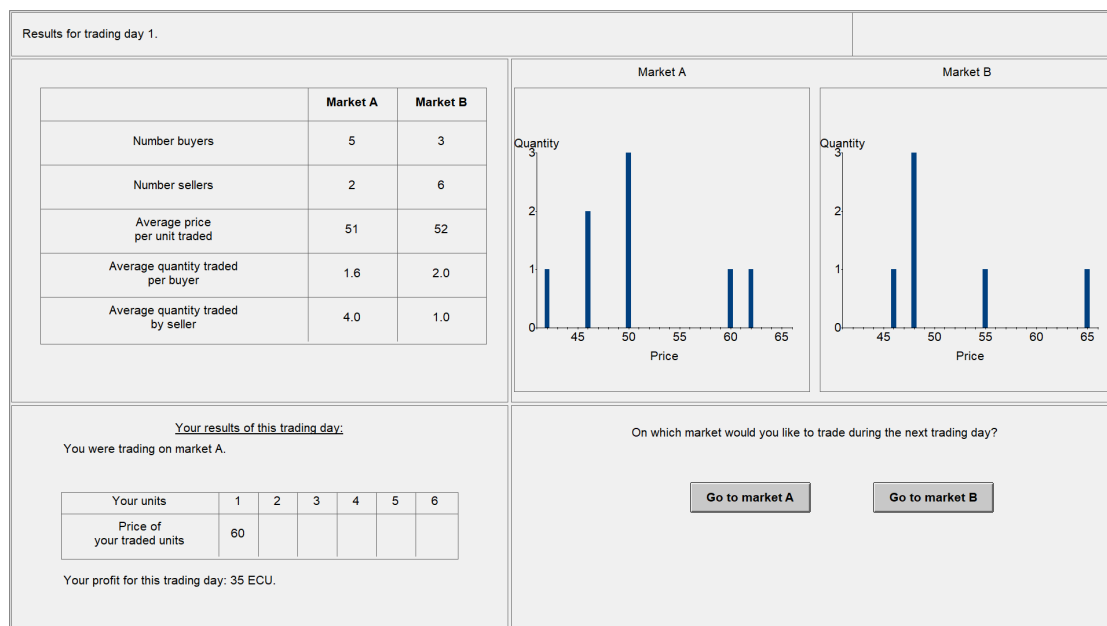 Results for trading day 1.
Market A Market B
Number buyers 5 3
Number sellers 2 6
Average price
per unit traded 51 52
Average quantity traded
per buyer 1.6 2.0
Average quantity traded
by seller 4.0 1.0
Market A
Quantity
3
2
1
0
45 50 55 60 65
Price
Market B
Quantity
3
2
1
0
45 50 55 60 65
Price
Your results of this trading day:
You were trading on market A.
Your units 1 2 3 4 5 6
Price of
your traded units 60
Your profit for this trading day: 35 ECU.
On which market would you like to trade during the next trading day?
Go to market A Go to market B